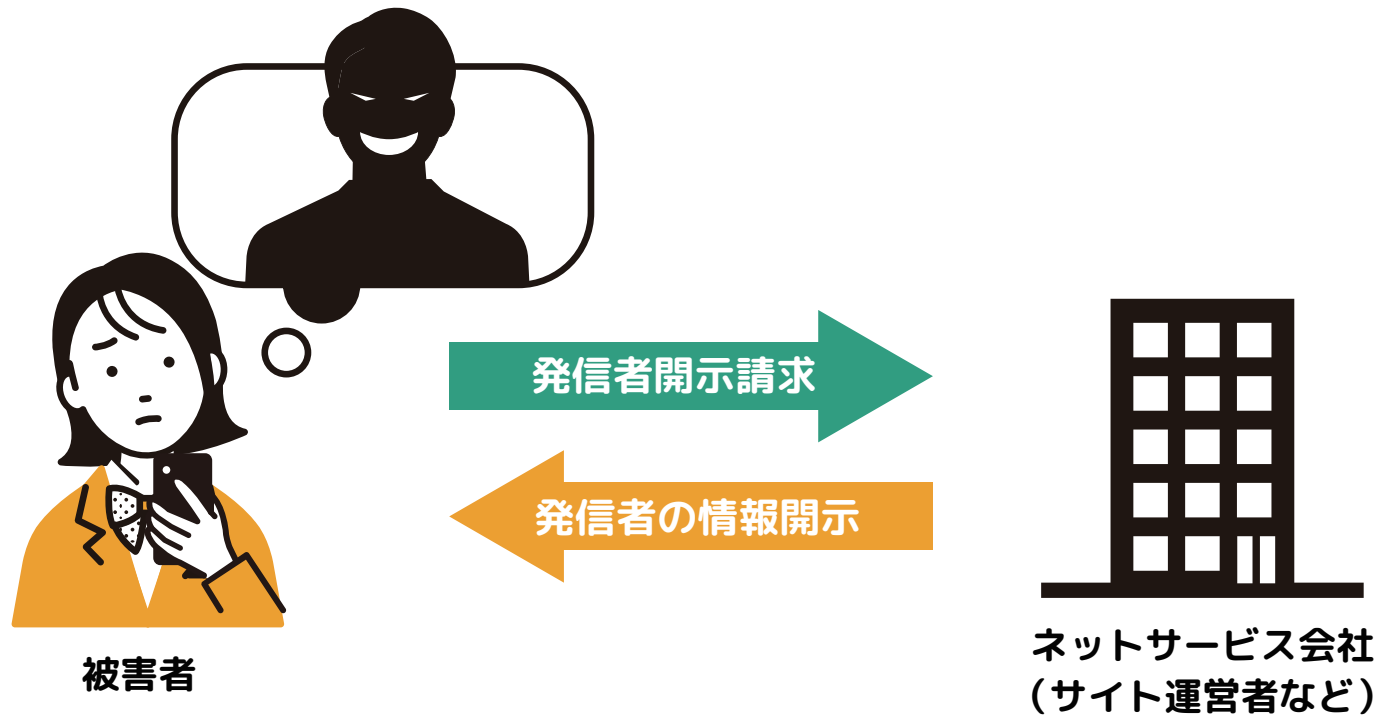 発信者開示請求
発信者の情報開示
被害者
ネットサービス会社
(サイト運営者など)